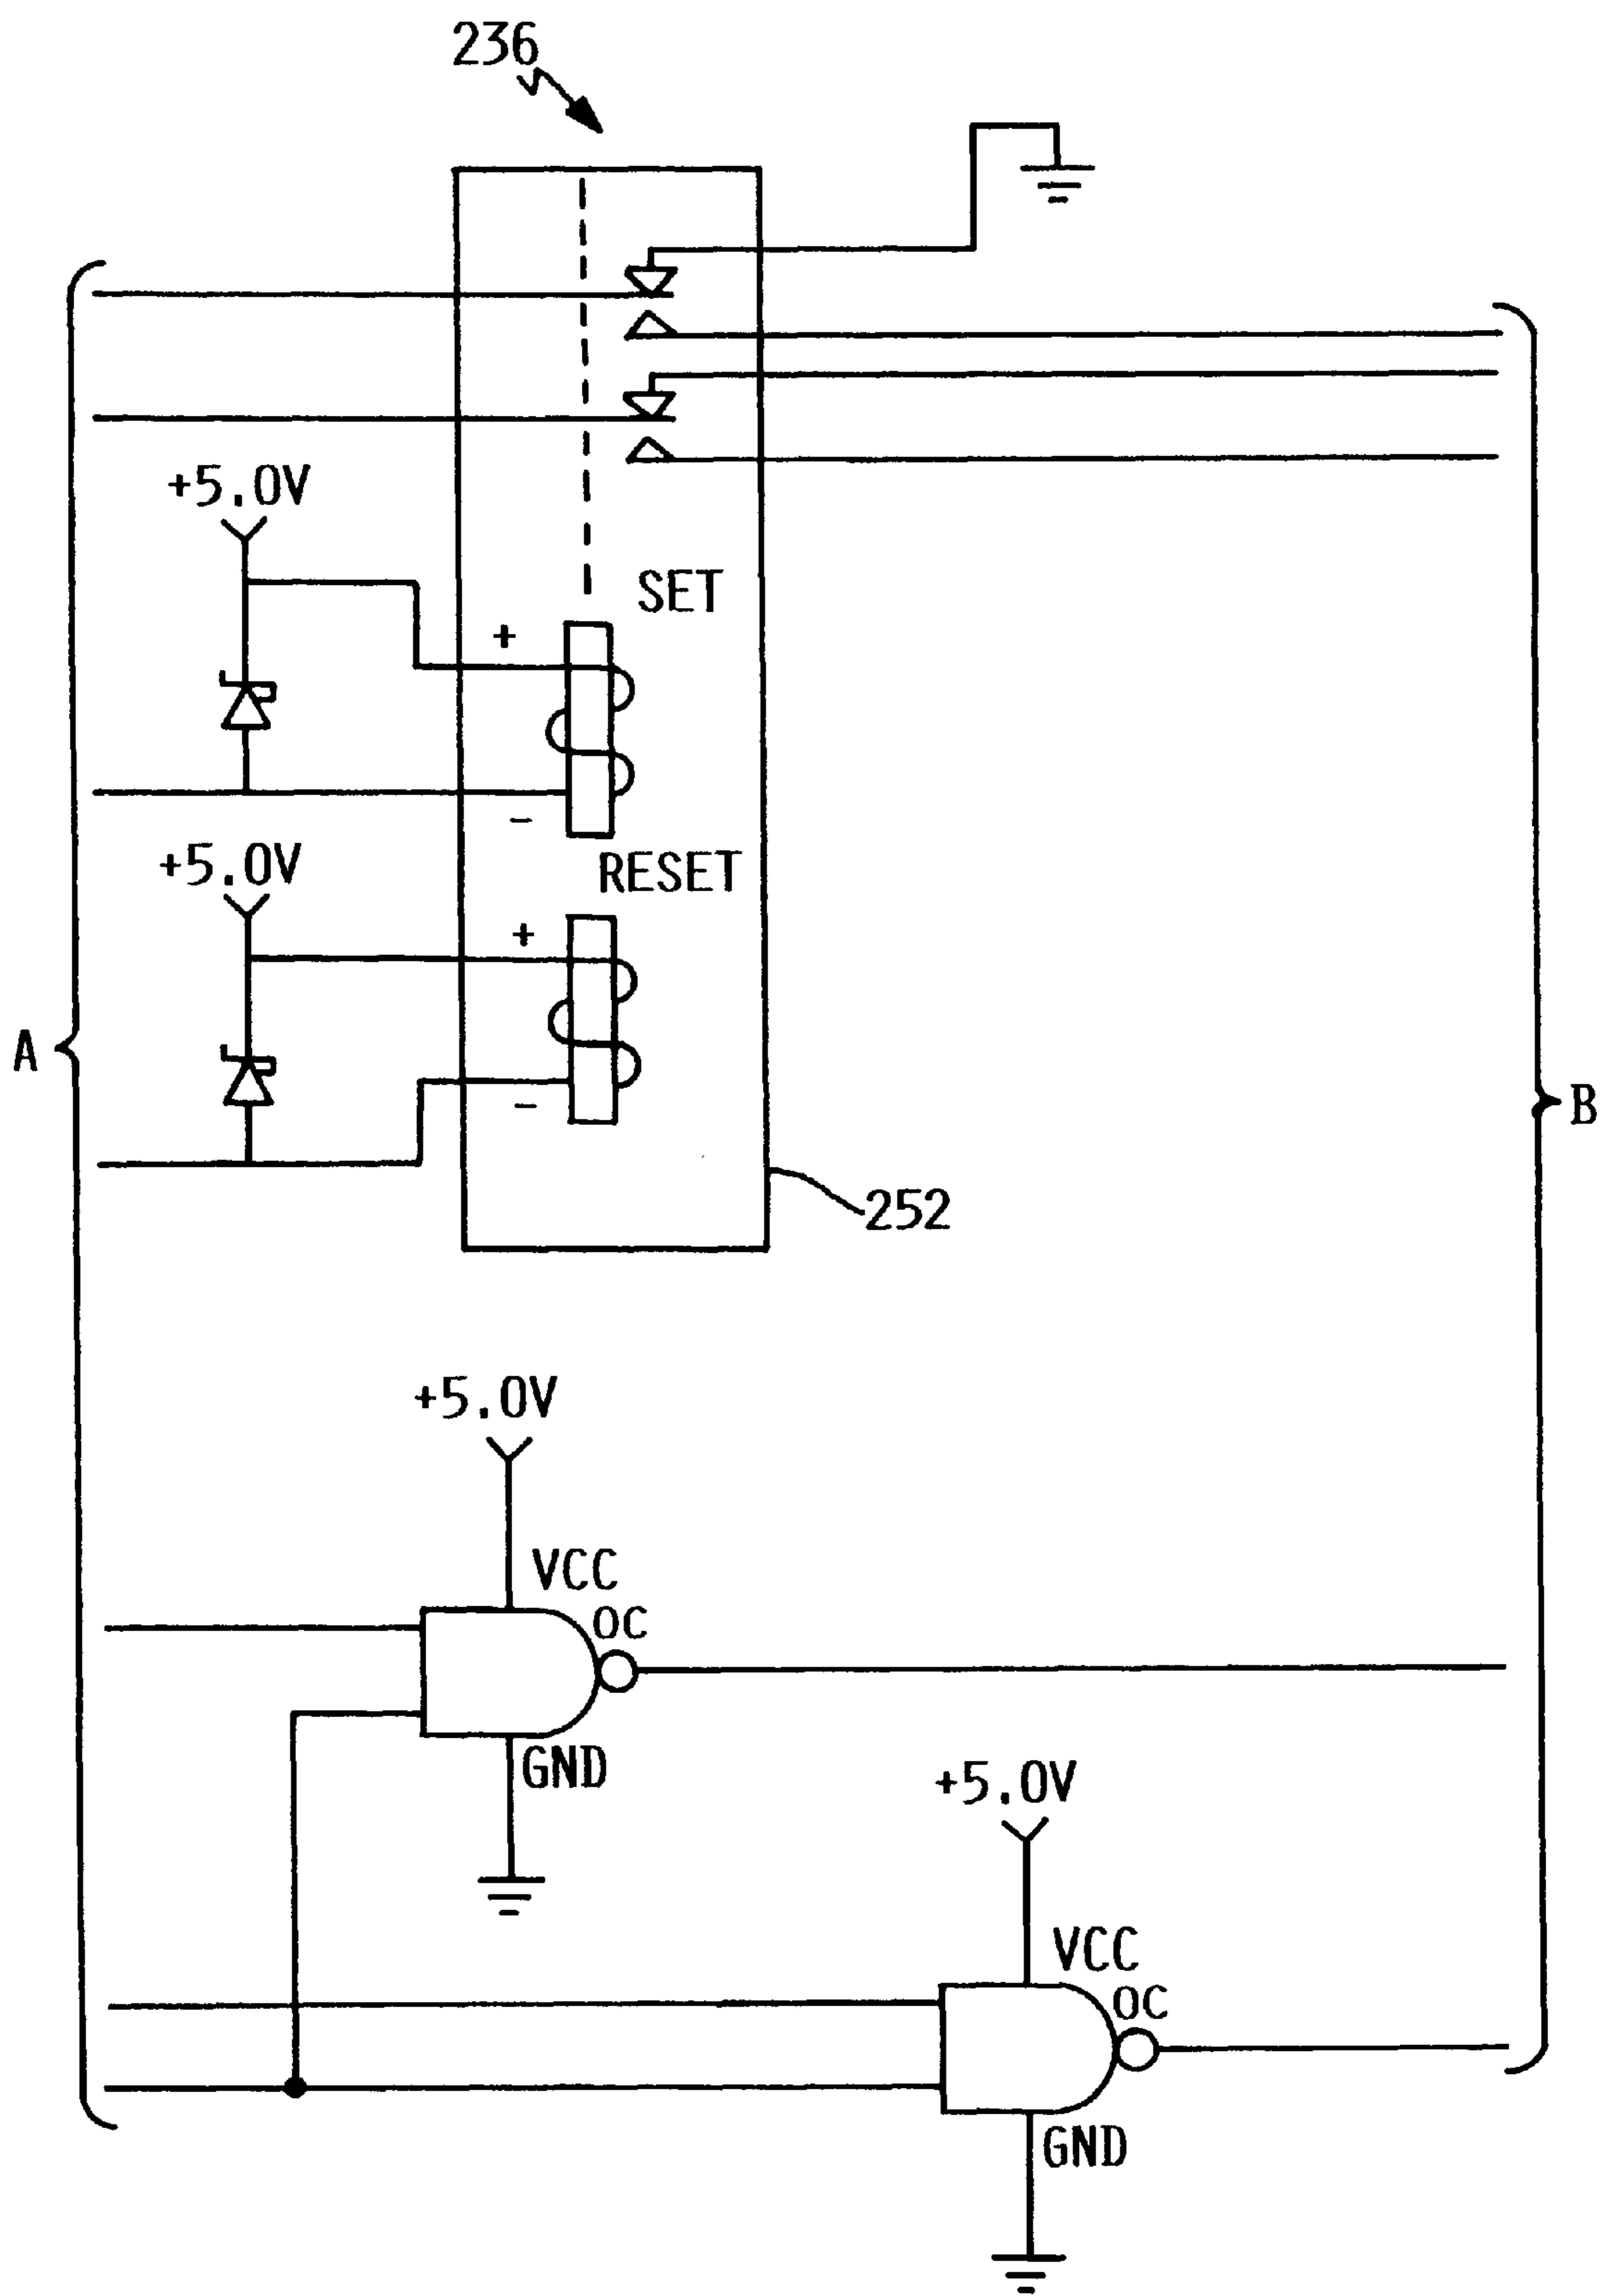 236
+5.0V
SET
+
-
+5.0V
RESET
+
-
A
B
252
+5.0V
VCC
OC
GND
+5.0V
VCC
OC
GND